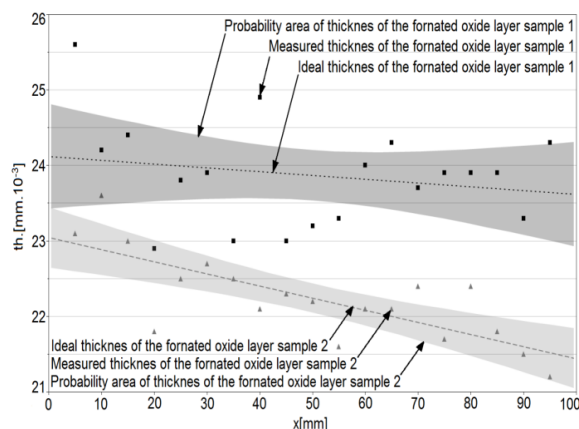 26
Probability area of thicknes of the fornated oxide layer sample 1
Measured thicknes of the fornated oxide layer sample 1
Ideal thicknes of the fornated oxide layer sample 1
25
24
th.[mm. 10⁻³]
23
22
Ideal thicknes of the fornated oxide layer sample 2
Measured thicknes of the fornated oxide layer sample 2
Probability area of thicknes of the fornated oxide layer sample 2
21
0 10 20 30 40 50 60 70 80 90 100
x[mm]